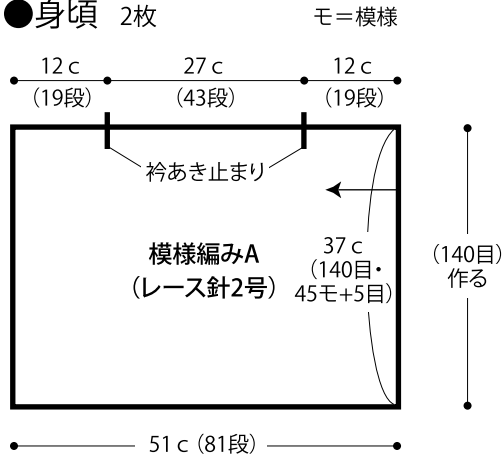 ●身頃 2枚
モ＝模様
12c 27c 12c
(19段) (43段) (19段)
衿あき止まり
模様編みA
(レース針2号)
37c
(140目・
45モ+5目)
(140目)
作る
51c (81段)